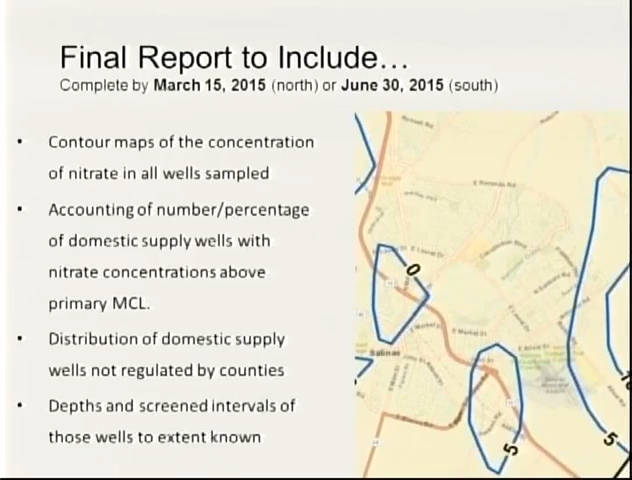 Final Report to Include…
Complete by March 15, 2015 (north) or June 30, 2015 (south)
• Contour maps of the concentration
of nitrate in all wells sampled
• Accounting of number/percentage
of domestic supply wells with
nitrate concentrations above
primary MCL.
• Distribution of domestic supply
wells not regulated by counties
• Depths and screened intervals of
those wells to extent known
0
Salinas
5
5